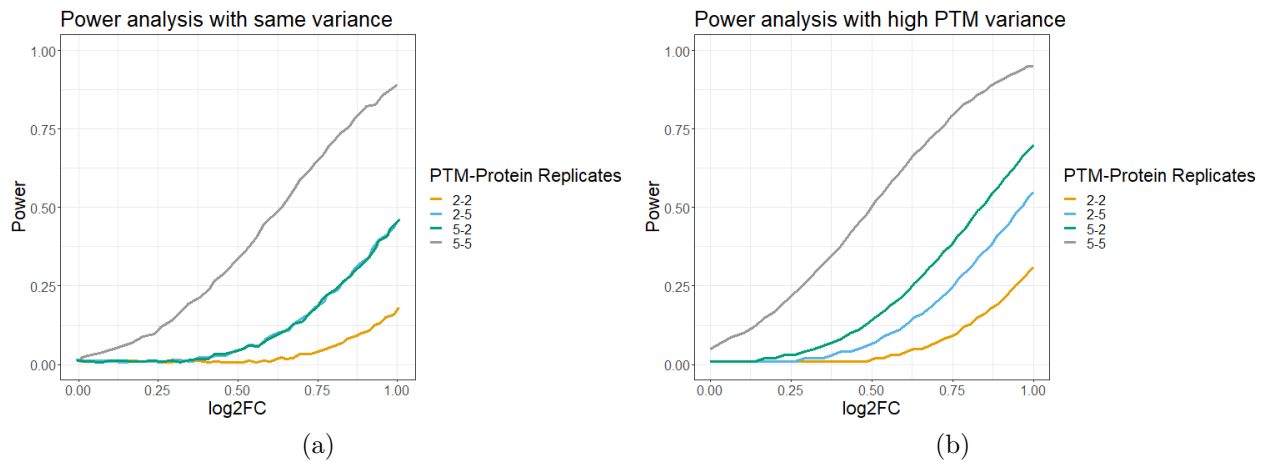 Power analysis with same variance
1.00
0.75
0.50
0.25
0.00
Power
0.00 0.25 0.50 0.75 1.00
log2FC
PTM-Protein Replicates
2-2
2-5
5-2
5-5
(a)
Power analysis with high PTM variance
1.00
0.75
0.50
0.25
0.00
Power
0.00 0.25 0.50 0.75 1.00
log2FC
PTM-Protein Replicates
2-2
2-5
5-2
5-5
(b)